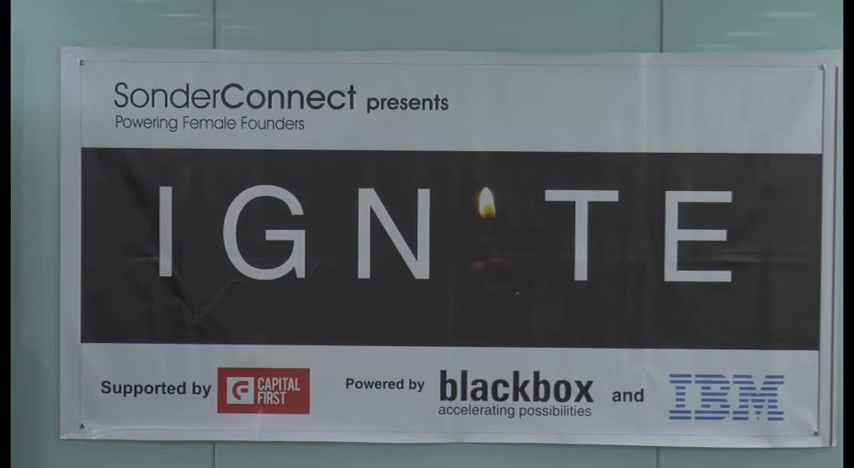 SonderConnect presents
Powering Female Founders
IGN TE
Supported by CAPITAL FIRST Powered by blackbox and IBM
accelerating possibilities